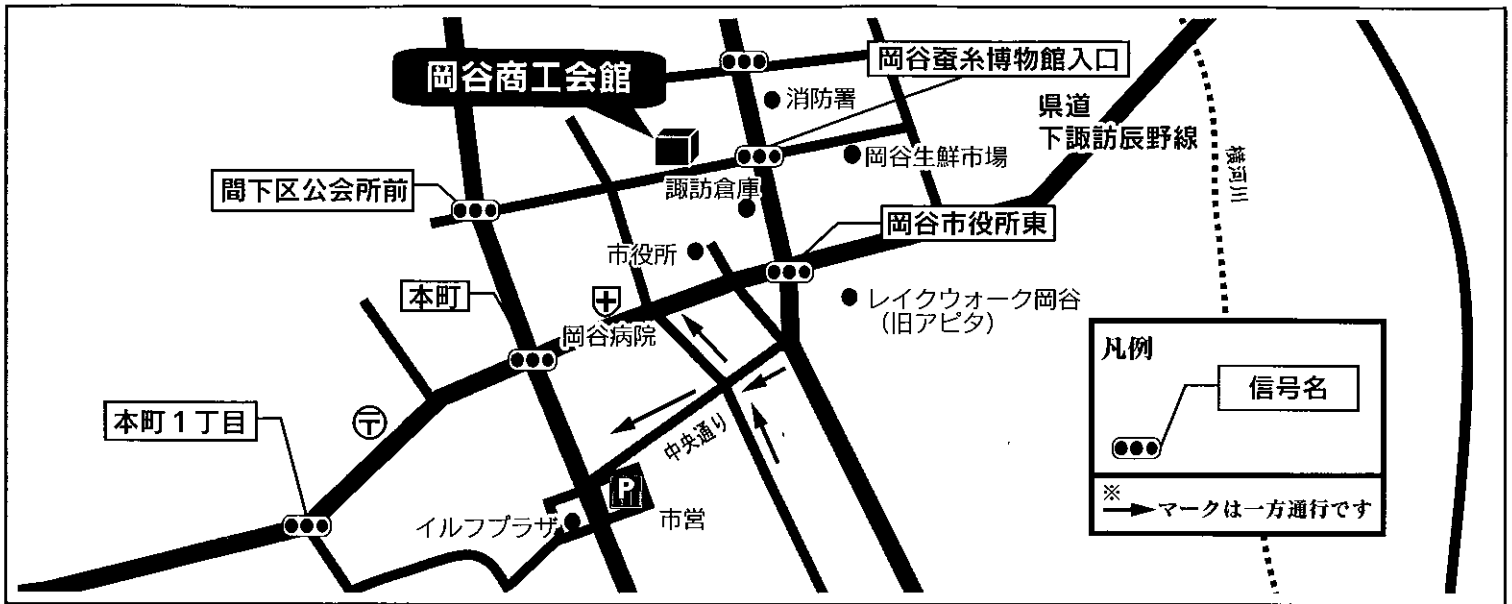 岡谷商工会館
岡谷蚕糸博物館入口
消防署
県道
下諏訪辰野線
岡谷生鮮市場
横河川
間下区公会所前
諏訪倉庫
岡谷市役所東
市役所
本町
レイクウォーク岡谷
(旧アピタ)
岡谷病院
凡例
信号名
本町1丁目
中央通り
P
市営
イルフプラザ
※
マークは一方通行です